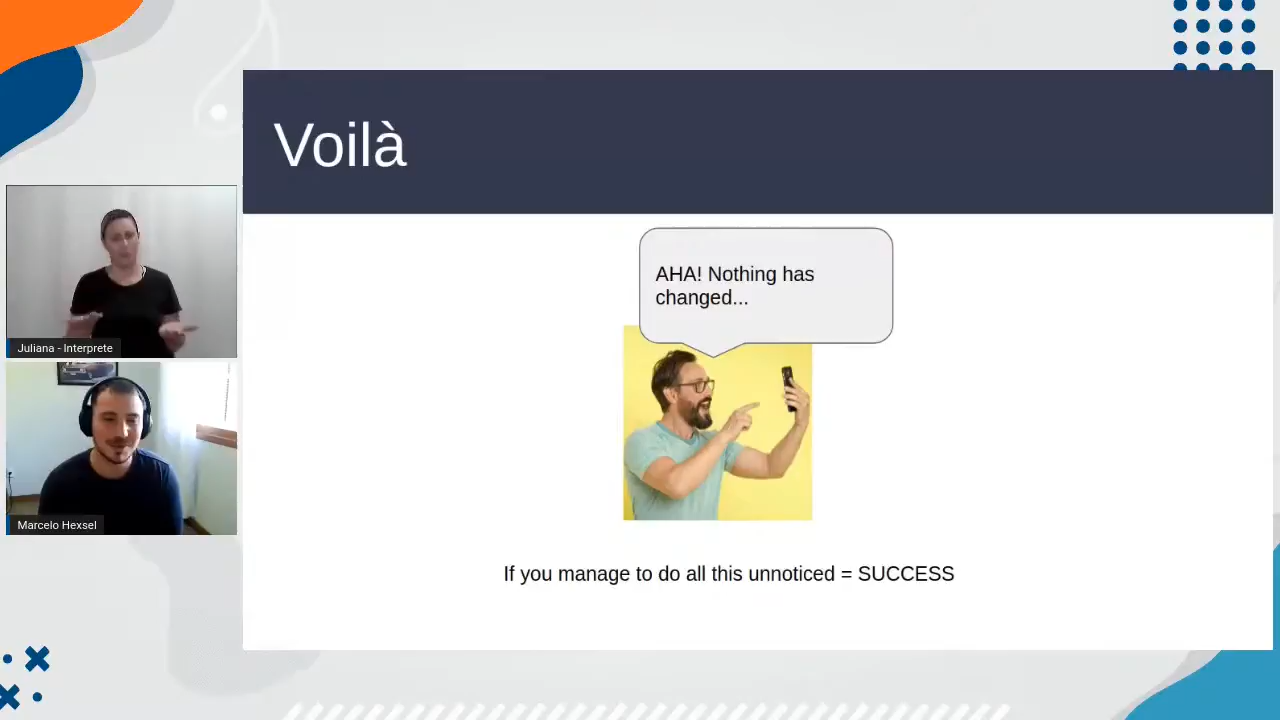 Voilà
AHA! Nothing has
changed...
If you manage to do all this unnoticed = SUCCESS
Juliana - Interprete
Marcelo Hexsel